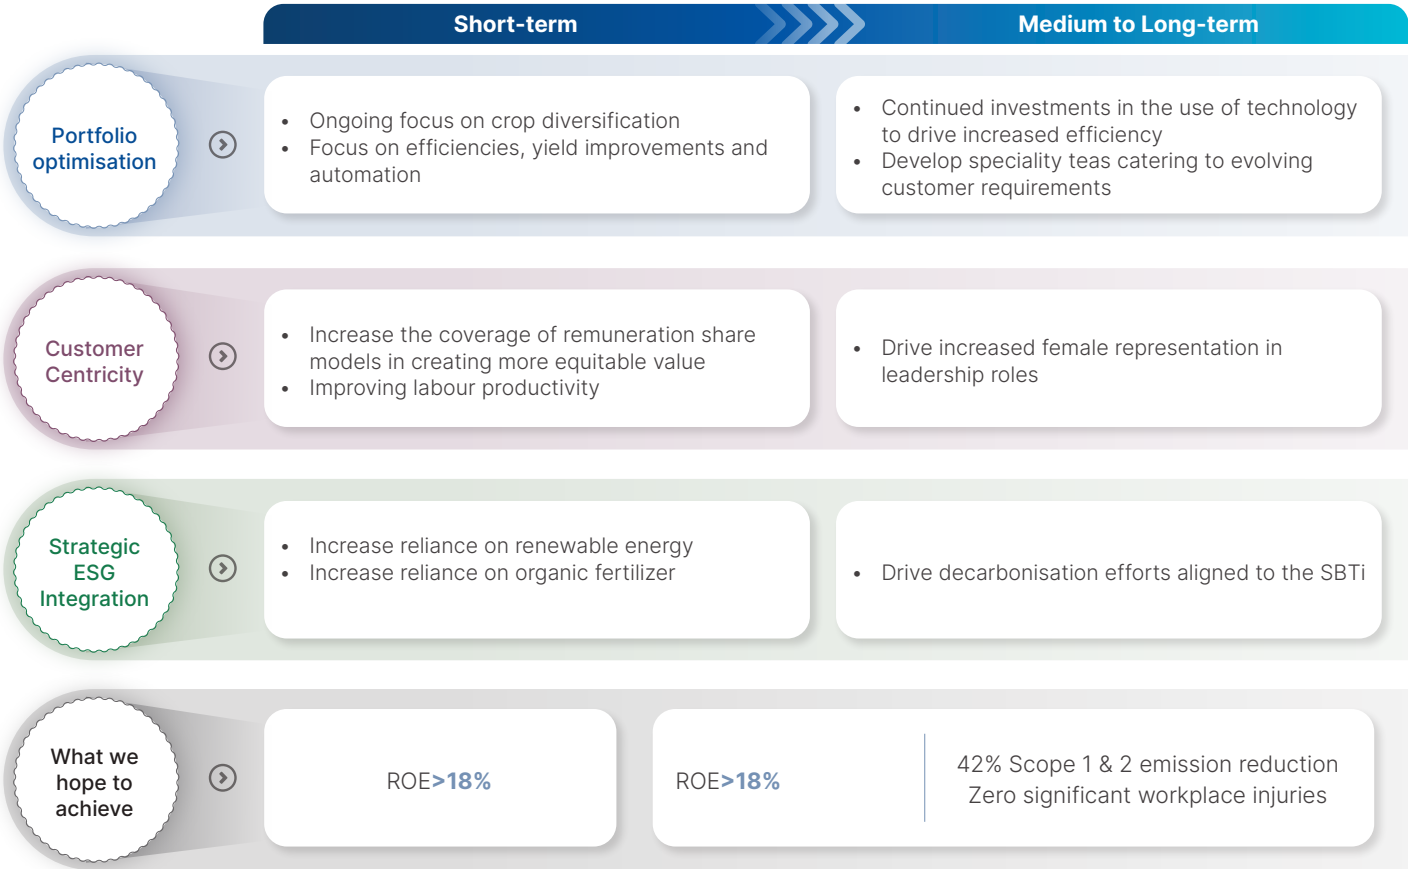 Short-term
Medium to Long-term
Portfolio
optimisation
• Ongoing focus on crop diversification
• Focus on efficiencies, yield improvements and
automation
• Continued investments in the use of technology
to drive increased efficiency
• Develop speciality teas catering to evolving
customer requirements
Customer
Centricity
• Increase the coverage of remuneration share
models in creating more equitable value
• Improving labour productivity
• Drive increased female representation in
leadership roles
Strategic
ESG
Integration
• Increase reliance on renewable energy
• Increase reliance on organic fertilizer
• Drive decarbonisation efforts aligned to the SBTi
What we
hope to
achieve
ROE>18%
ROE>18%
42% Scope 1 & 2 emission reduction
Zero significant workplace injuries